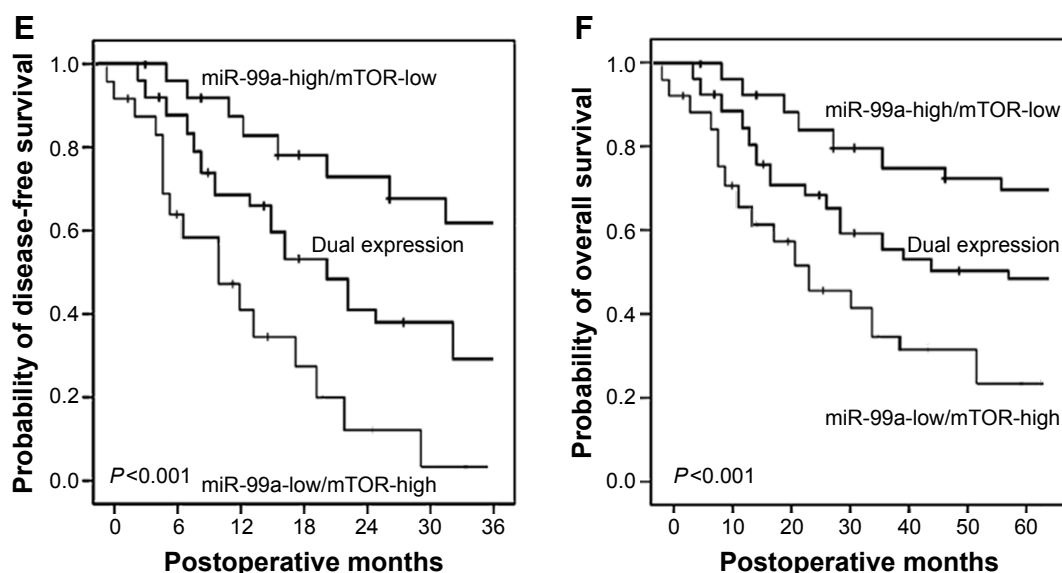 E
Probability of disease-free survival
1.0
0.8
0.6
0.4
0.2
0.0
miR-99a-high/mTOR-low
Dual expression
miR-99a-low/mTOR-high
P<0.001
0 6 12 18 24 30 36
Postoperative months
F
Probability of overall survival
1.0
0.8
0.6
0.4
0.2
0.0
miR-99a-high/mTOR-low
Dual expression
miR-99a-low/mTOR-high
P<0.001
0 10 20 30 40 50 60
Postoperative months